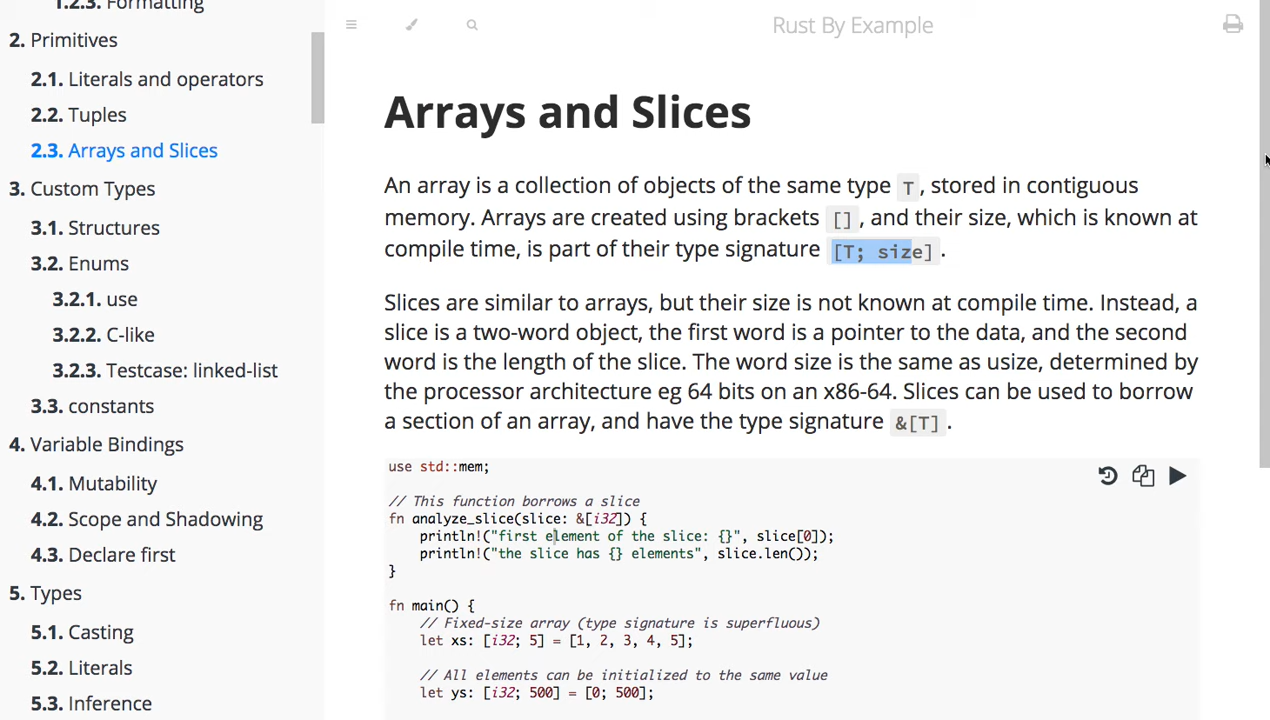 1.2.3. Formatting
2. Primitives
2.1. Literals and operators
2.2. Tuples
2.3. Arrays and Slices
3. Custom Types
3.1. Structures
3.2. Enums
3.2.1. use
3.2.2. C-like
3.2.3. Testcase: linked-list
3.3. constants
4. Variable Bindings
4.1. Mutability
4.2. Scope and Shadowing
4.3. Declare first
5. Types
5.1. Casting
5.2. Literals
5.3. Inference
Rust By Example
Arrays and Slices
An array is a collection of objects of the same type T, stored in contiguous
memory. Arrays are created using brackets [], and their size, which is known at
compile time, is part of their type signature [T; size].
Slices are similar to arrays, but their size is not known at compile time. Instead, a
slice is a two-word object, the first word is a pointer to the data, and the second
word is the length of the slice. The word size is the same as usize, determined by
the processor architecture eg 64 bits on an x86-64. Slices can be used to borrow
a section of an array, and have the type signature &[T].
use std::mem;
// This function borrows a slice
fn analyze_slice(slice: &[i32]) {
println!("first element of the slice: {}", slice[0]);
println!("the slice has {} elements", slice.len());
}
fn main() {
// Fixed-size array (type signature is superfluous)
let xs: [i32; 5] = [1, 2, 3, 4, 5];
// All elements can be initialized to the same value
let ys: [i32; 500] = [0; 500];